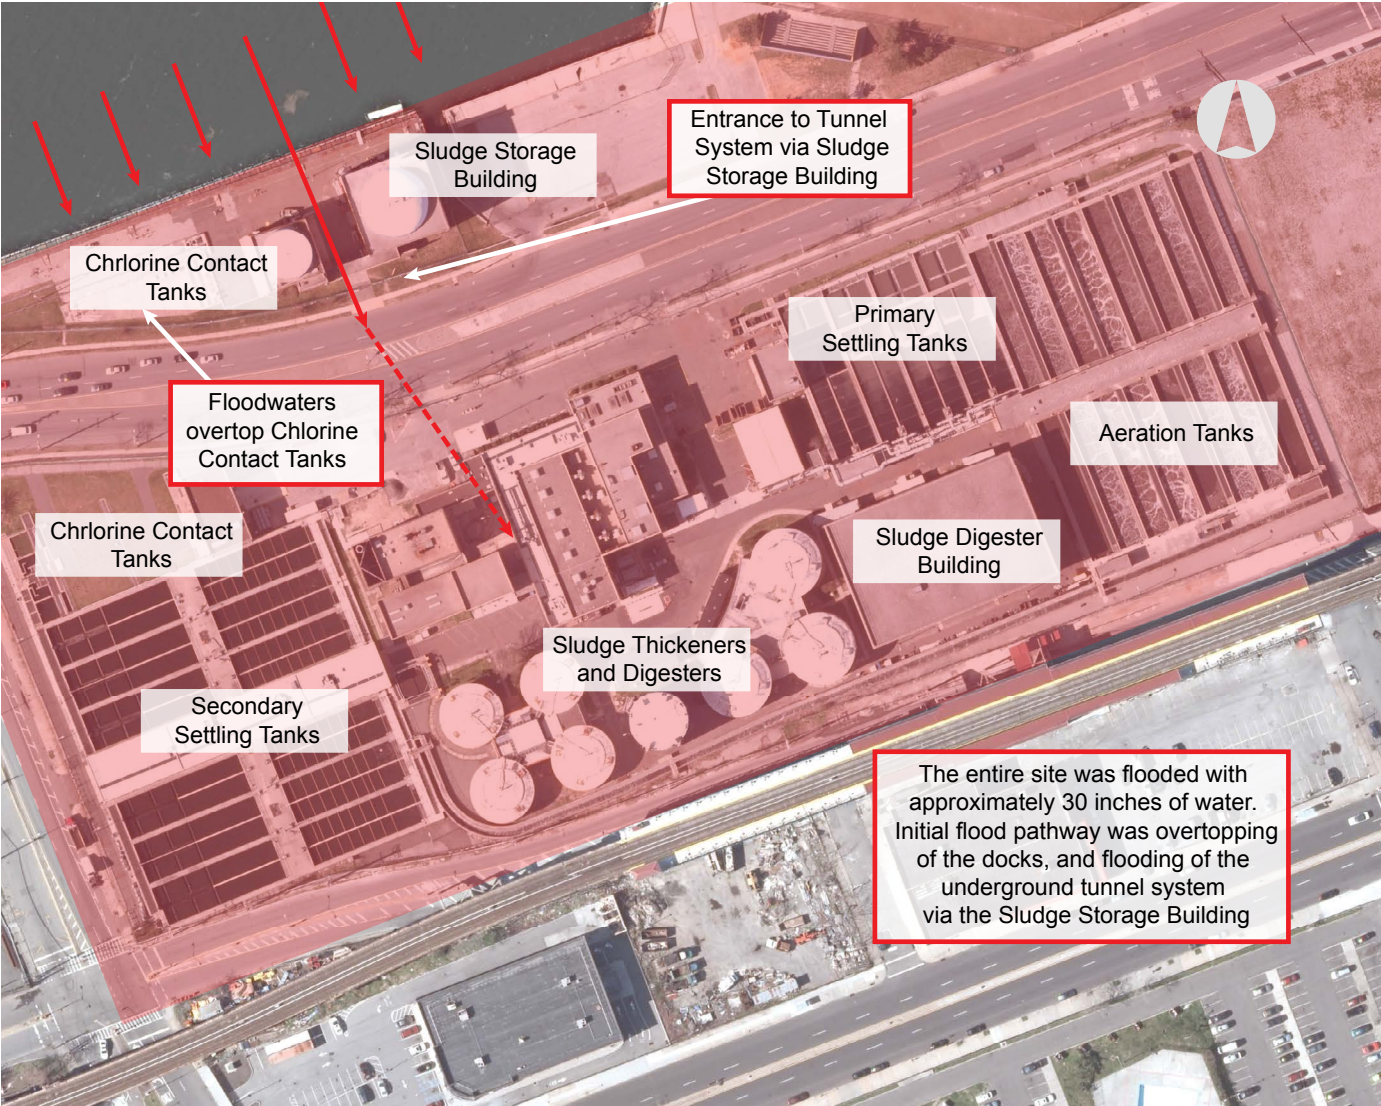 Sludge Storage
Building
Entrance to Tunnel
System via Sludge
Storage Building
Chrlorine Contact
Tanks
Primary
Settling Tanks
Floodwaters
overtop Chlorine
Contact Tanks
Aeration Tanks
Chrlorine Contact
Tanks
Sludge Digester
Building
Sludge Thickeners
and Digesters
Secondary
Settling Tanks
The entire site was flooded with
approximately 30 inches of water.
Initial flood pathway was overtopping
of the docks, and flooding of the
underground tunnel system
via the Sludge Storage Building